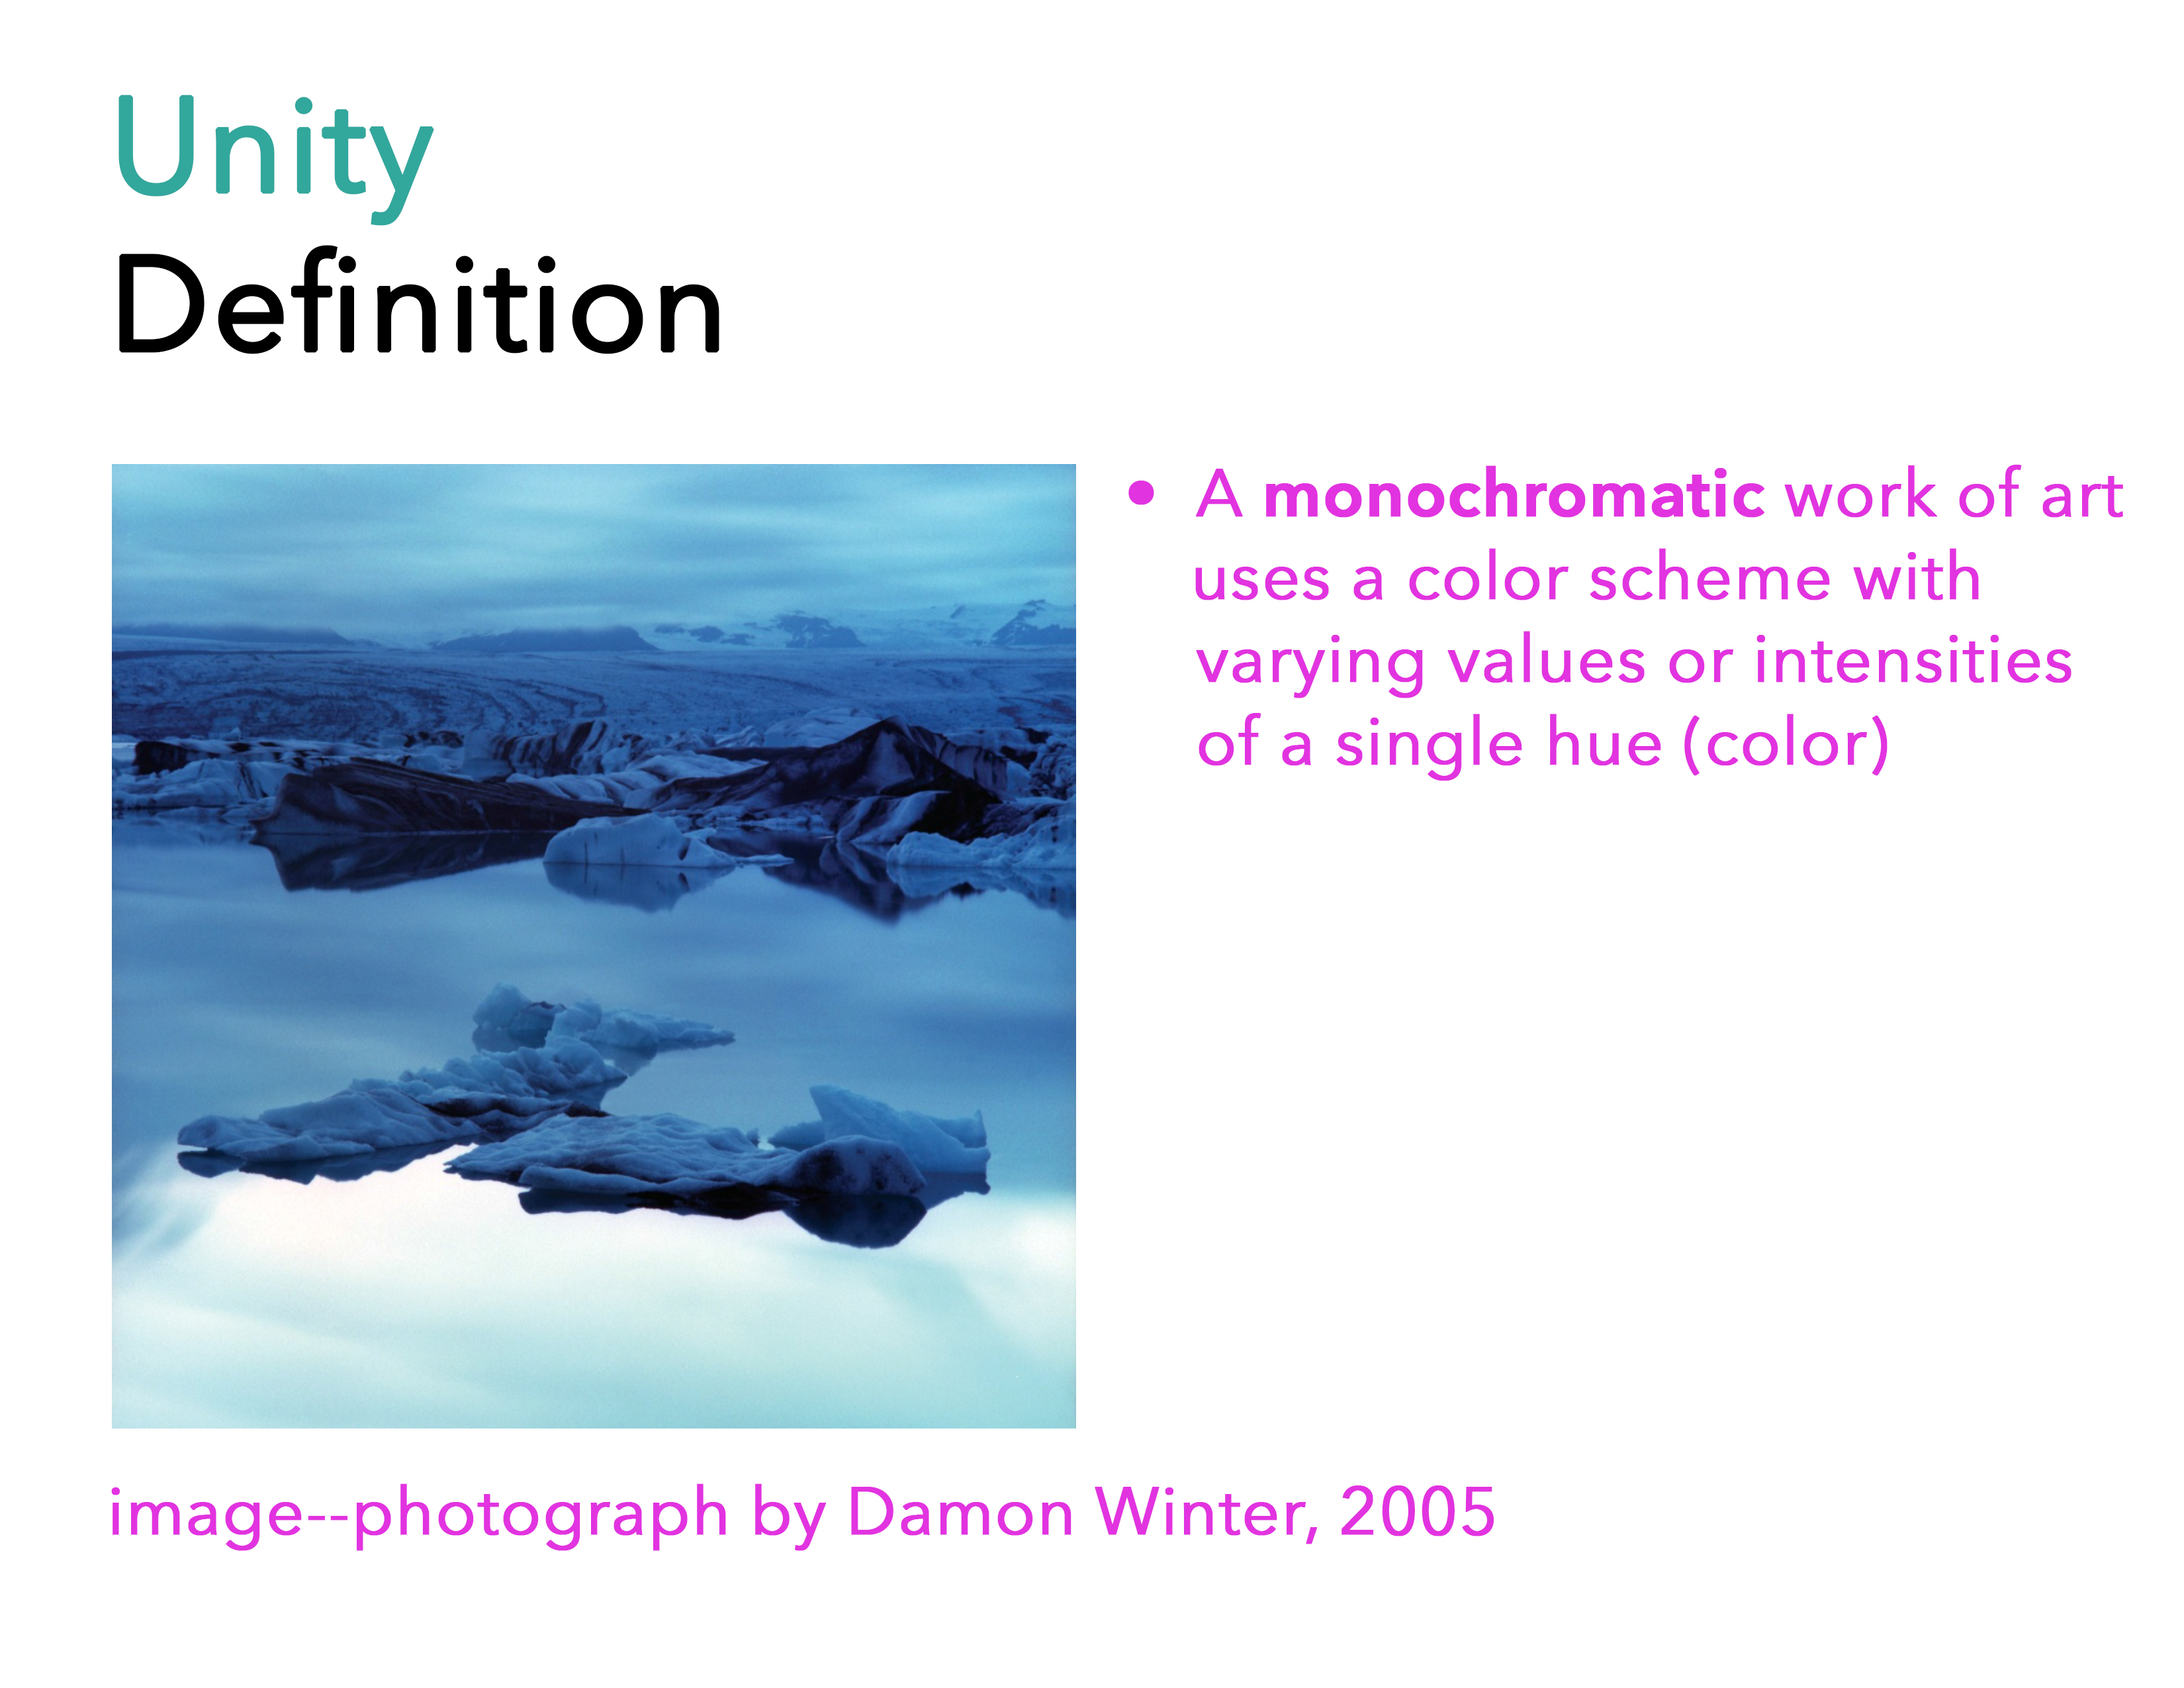 Unity
Definition
• A monochromatic work of art
uses a color scheme with
varying values or intensities
of a single hue (color)
image--photograph by Damon Winter, 2005